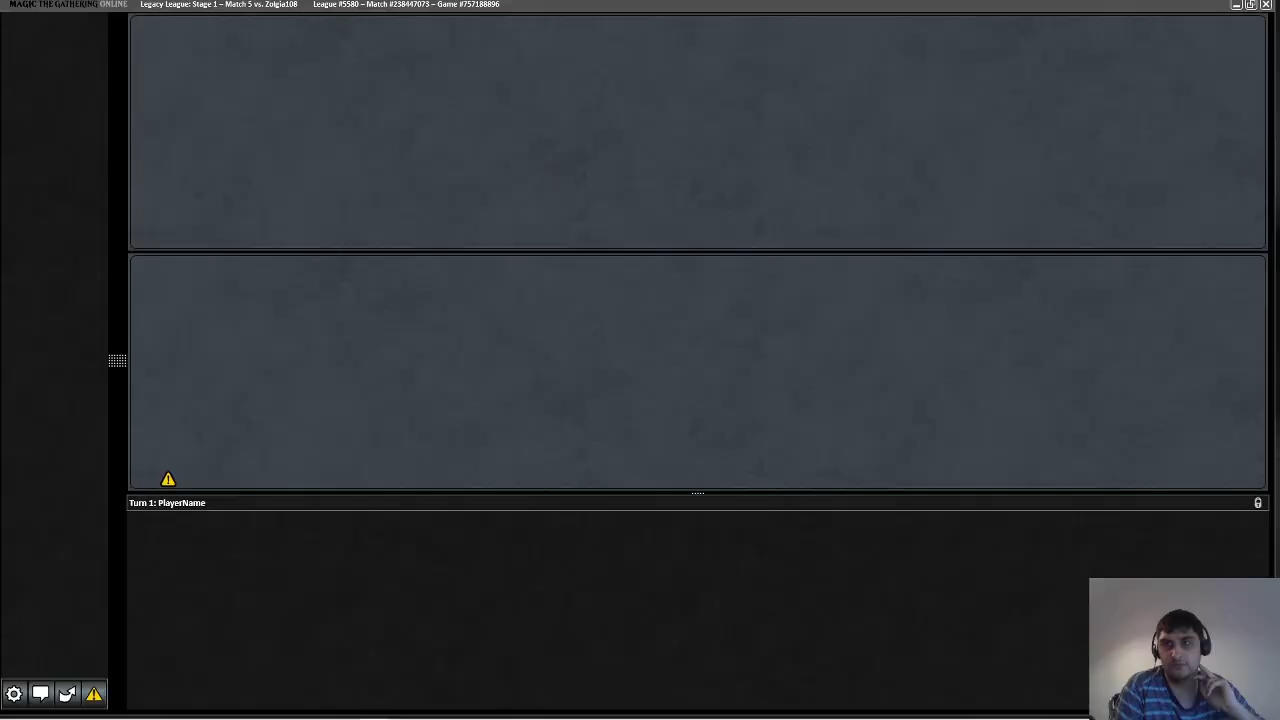 MAGIC THE GATHERING ONLINE Legacy League: Stage 1 – Match 5 vs. Zolgia108 League #5580 – Match #238447073 – Game #757188896
Turn 1: PlayerName